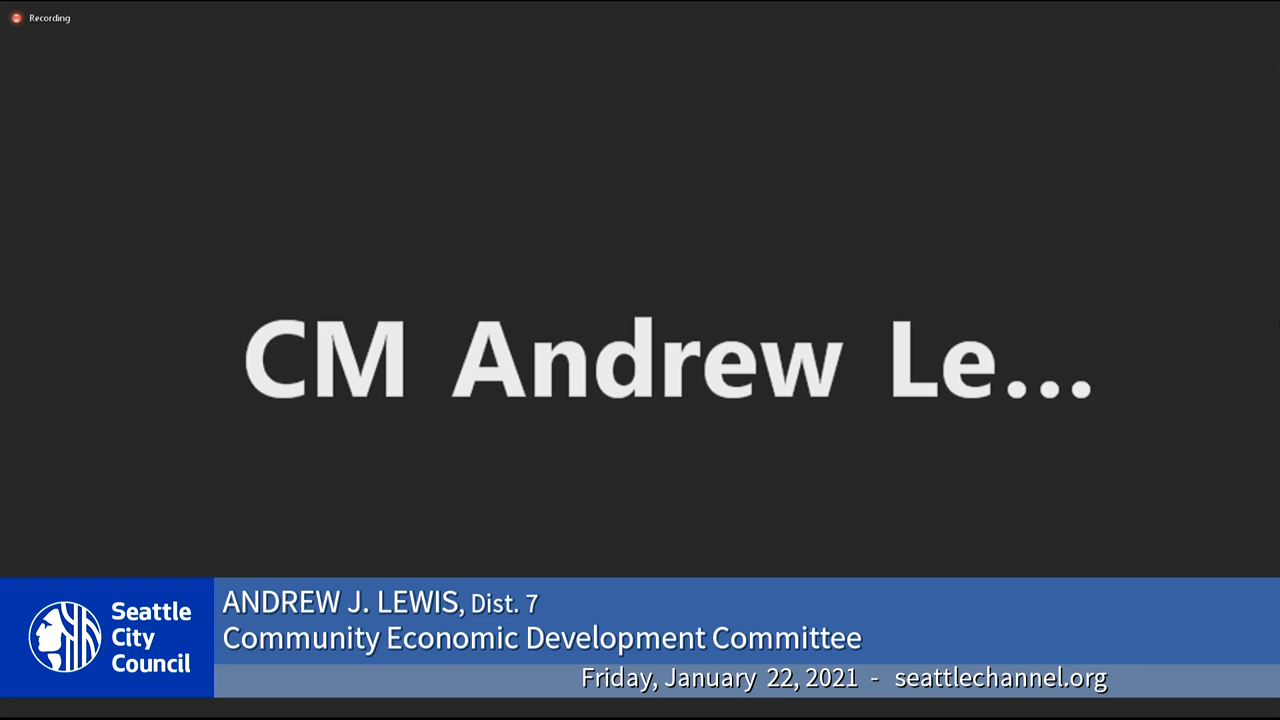 Recording
CM Andrew Le...
Seattle
City
Council
ANDREW J. LEWIS, Dist. 7
Community Economic Development Committee
Friday, January 22, 2021 - seattlechannel.org